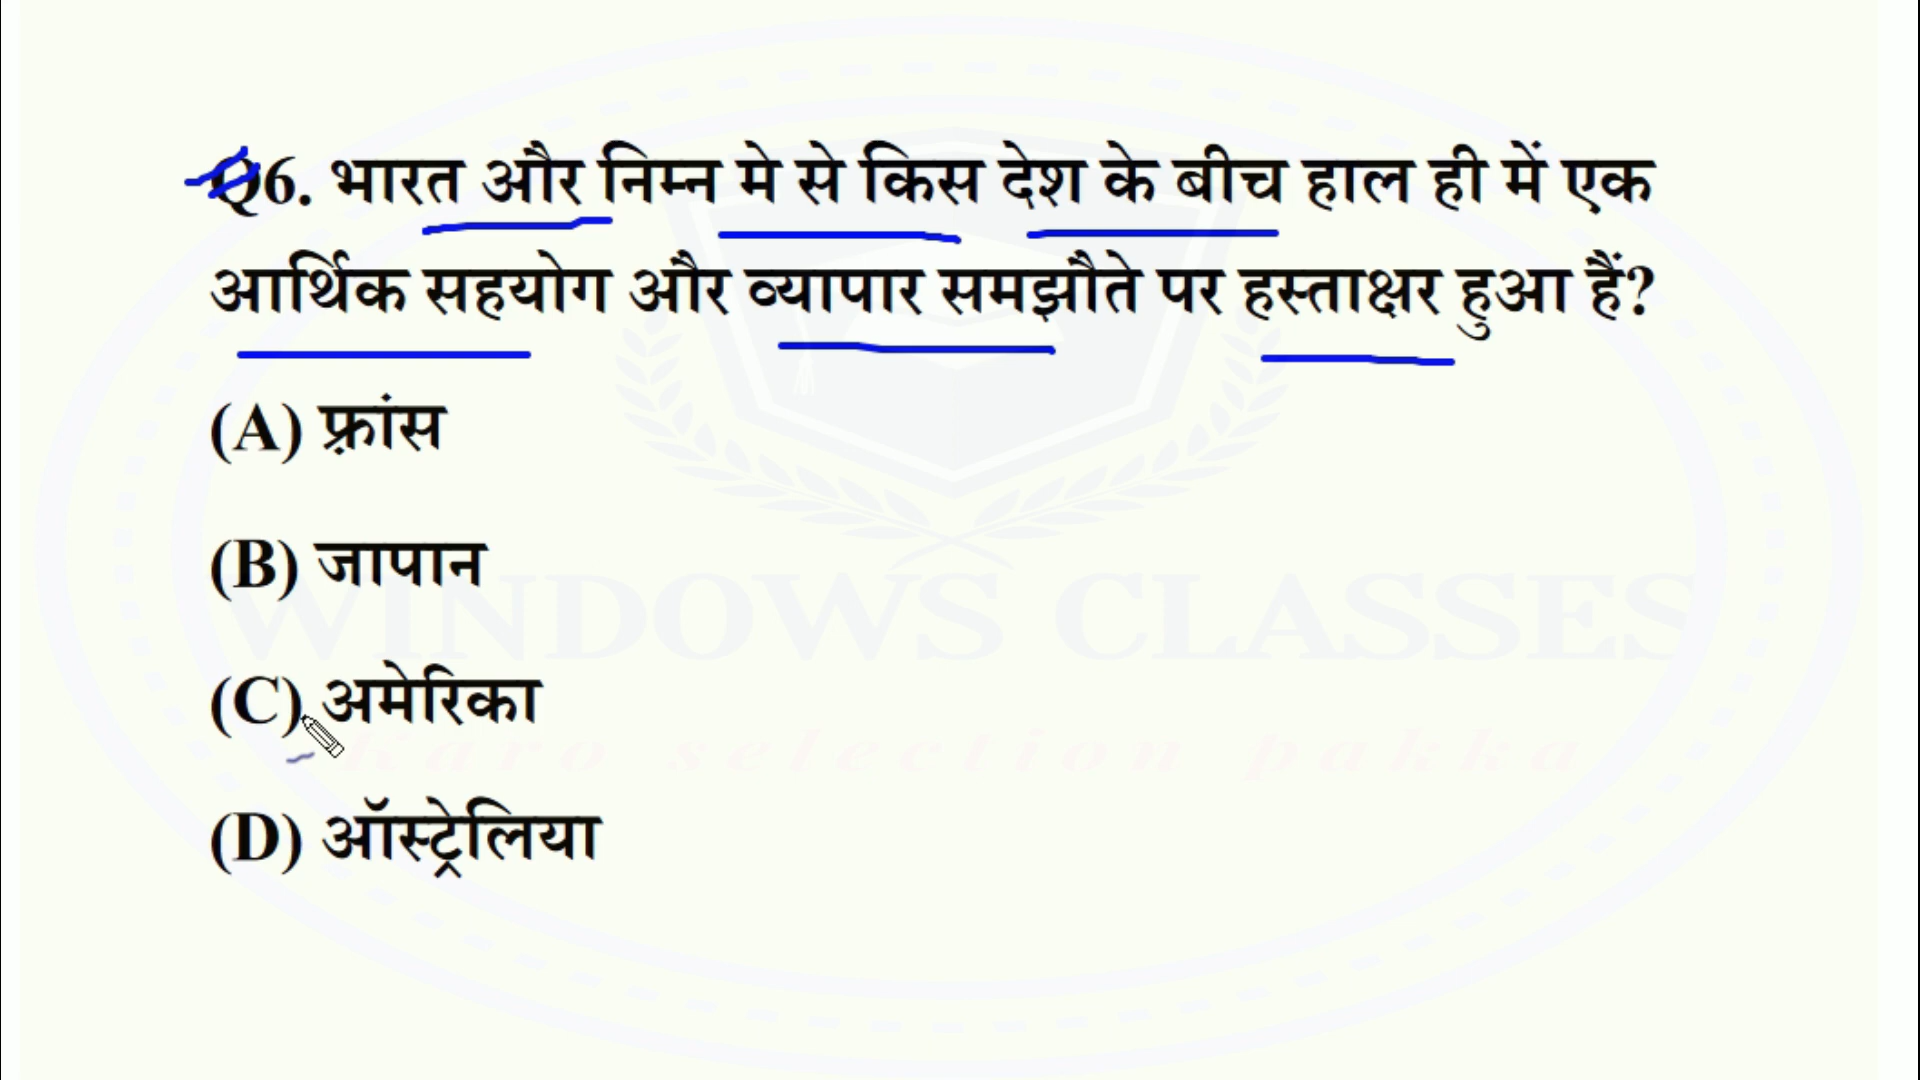 Q6. भारत और निम्न मे से किस देश के बीच हाल ही में एक
आर्थिक सहयोग और व्यापार समझौते पर हस्ताक्षर हुआ हैं?
(A) फ़्रांस
(B) जापान
WINDOWS CLASSES
(C) अमेरिका
Karo selection pakka
(D) ऑस्ट्रेलिया